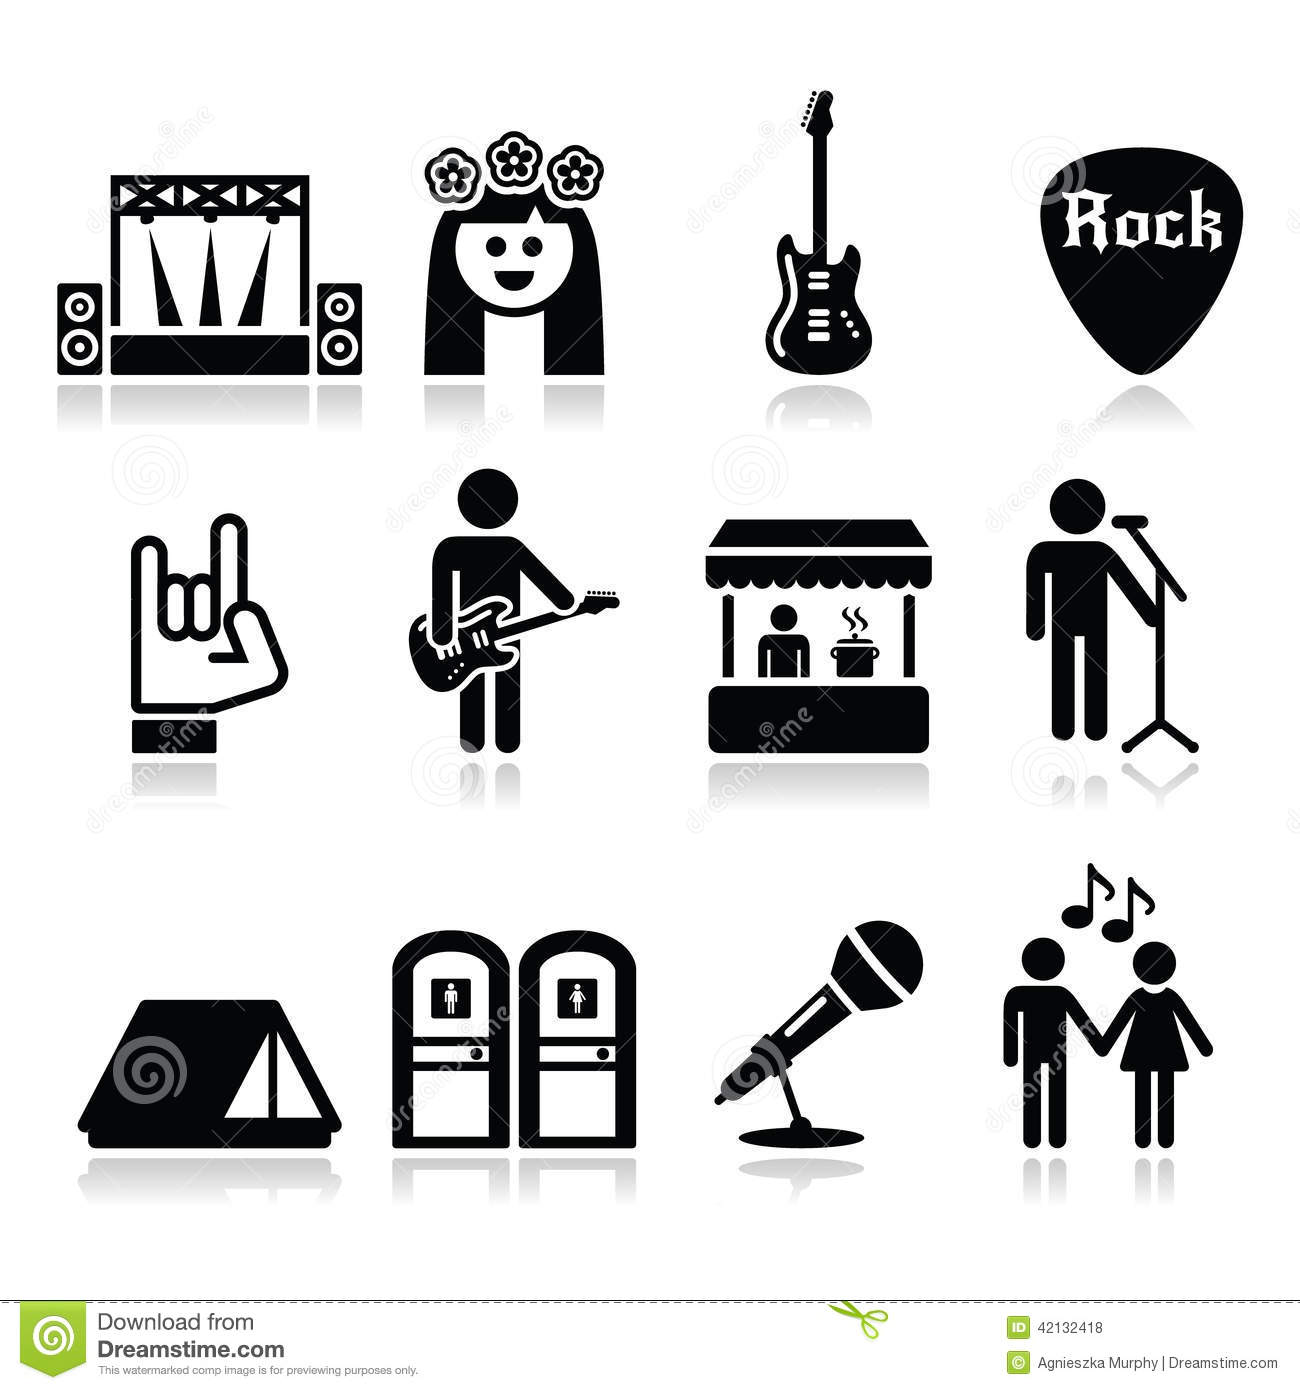 Rock
Download from
Dreamstime.com
This watermarked comp image is for previewing purposes only.
ID 42132418
© Agnieszka Murphy | Dreamstime.com